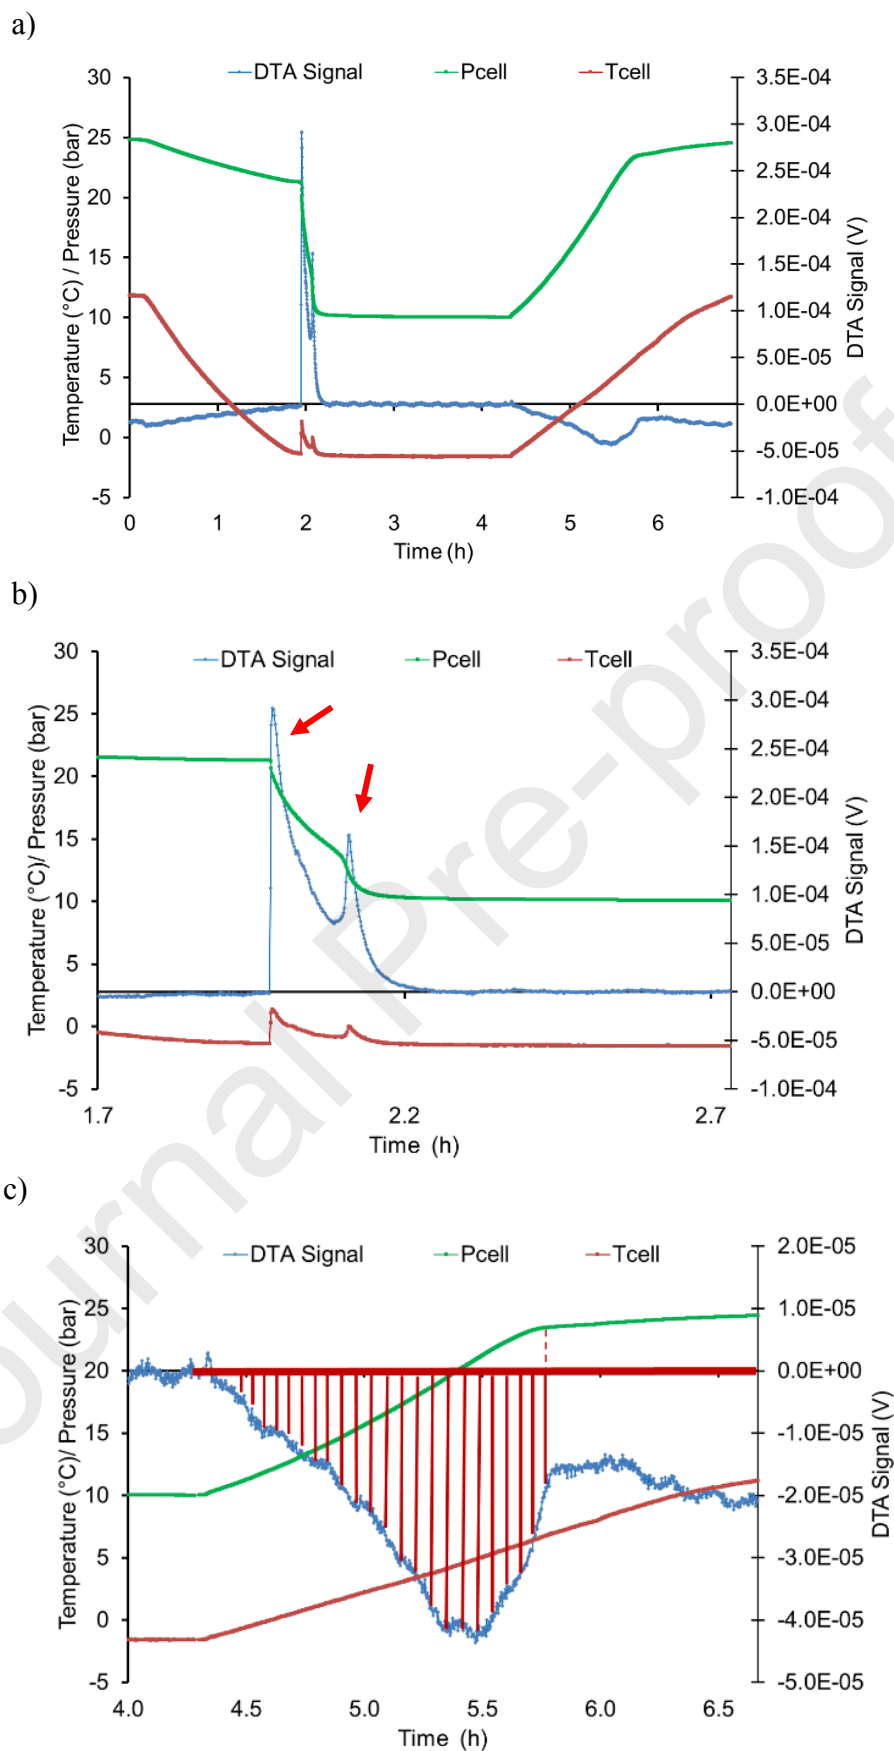 a)
DTA Signal Pcell Tcell
30 3.5E-04
25 3.0E-04
20 2.5E-04
15 2.0E-04
10 1.5E-04
5 1.0E-04
0 5.0E-05
-5 0.0E+00
-5.0E-05
-1.0E-04
Temperature (°C) / Pressure (bar)
DTA Signal (V)
0 1 2 3 4 5 6
Time (h)
b)
DTA Signal Pcell Tcell
30 3.5E-04
25 3.0E-04
20 2.5E-04
15 2.0E-04
10 1.5E-04
5 1.0E-04
0 5.0E-05
-5 0.0E+00
-5.0E-05
-1.0E-04
Temperature (°C)/ Pressure (bar)
DTA Signal (V)
1.7 2.2 2.7
Time (h)
c)
DTA Signal Pcell Tcell
30 2.0E-05
25 1.0E-05
20 0.0E+00
15 -1.0E-05
10 -2.0E-05
5 -3.0E-05
0 -4.0E-05
-5 -5.0E-05
Temperature (°C)/ Pressure (bar)
DTA Signal (V)
4.0 4.5 5.0 5.5 6.0 6.5
Time (h)
ournal Pre-proof